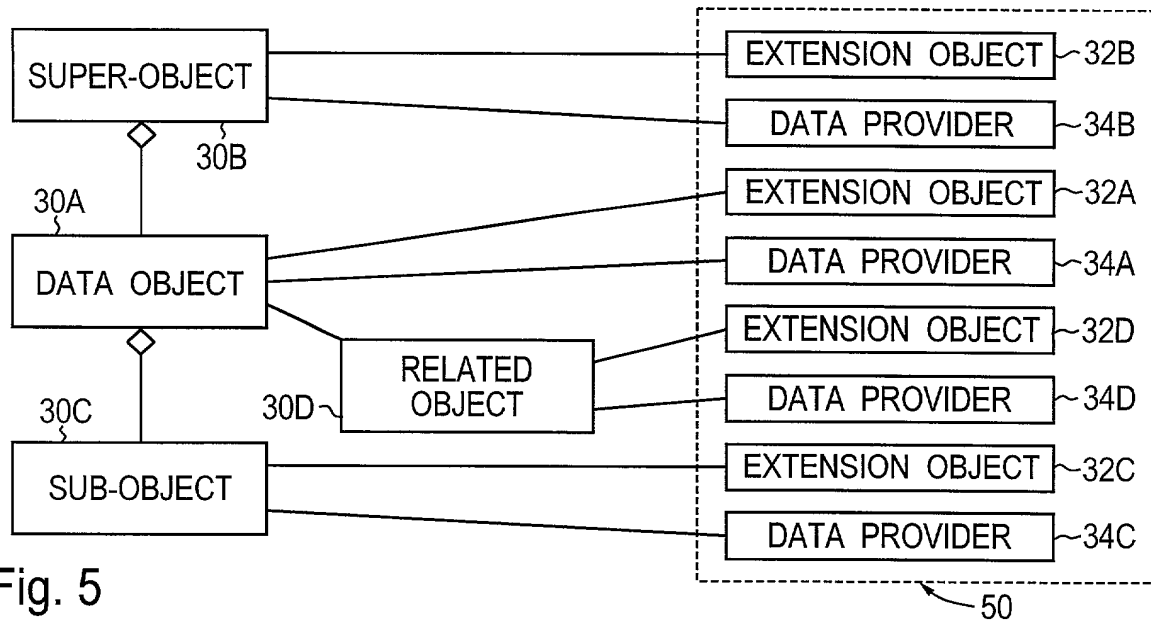 SUPER-OBJECT
30B
30A
DATA OBJECT
RELATED
OBJECT
30D
30C
SUB-OBJECT
EXTENSION OBJECT 32B
DATA PROVIDER 34B
EXTENSION OBJECT 32A
DATA PROVIDER 34A
EXTENSION OBJECT 32D
DATA PROVIDER 34D
EXTENSION OBJECT 32C
DATA PROVIDER 34C
50
Fig. 5